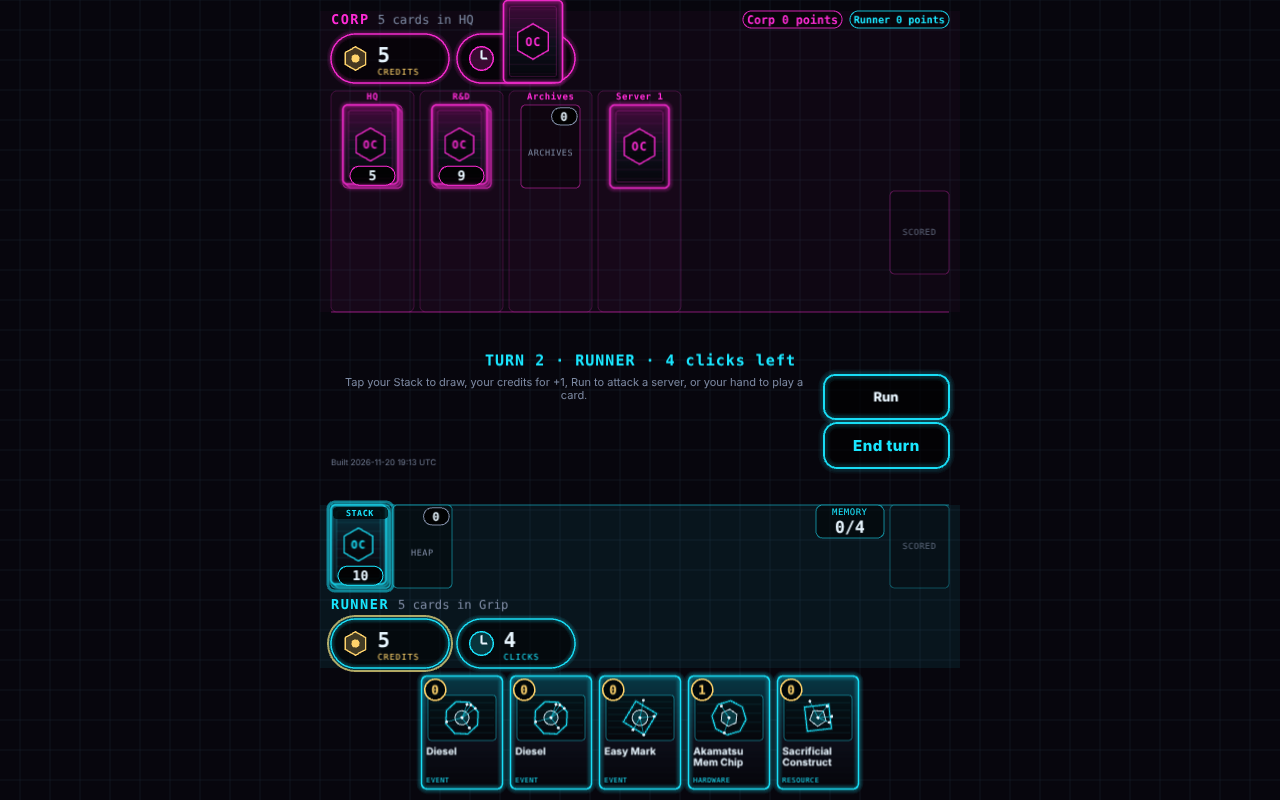 CORP 5 cards in HQ
Corp 0 points
Runner 0 points
OC
5
CREDITS
HQ
R&D
Archives
Server 1
OC
5
OC
9
0
ARCHIVES
OC
SCORED
TURN 2 · RUNNER · 4 clicks left
Tap your Stack to draw, your credits for +1, Run to attack a server, or your hand to play a
card.
Run
End turn
Built 2026-11-20 19:13 UTC
STACK
OC
10
0
HEAP
MEMORY
0/4
SCORED
RUNNER 5 cards in Grip
5
CREDITS
4
CLICKS
0
Diesel
EVENT
0
Diesel
EVENT
0
Easy Mark
EVENT
1
Akamatsu
Mem Chip
HARDWARE
0
Sacrificial
Construct
RESOURCE